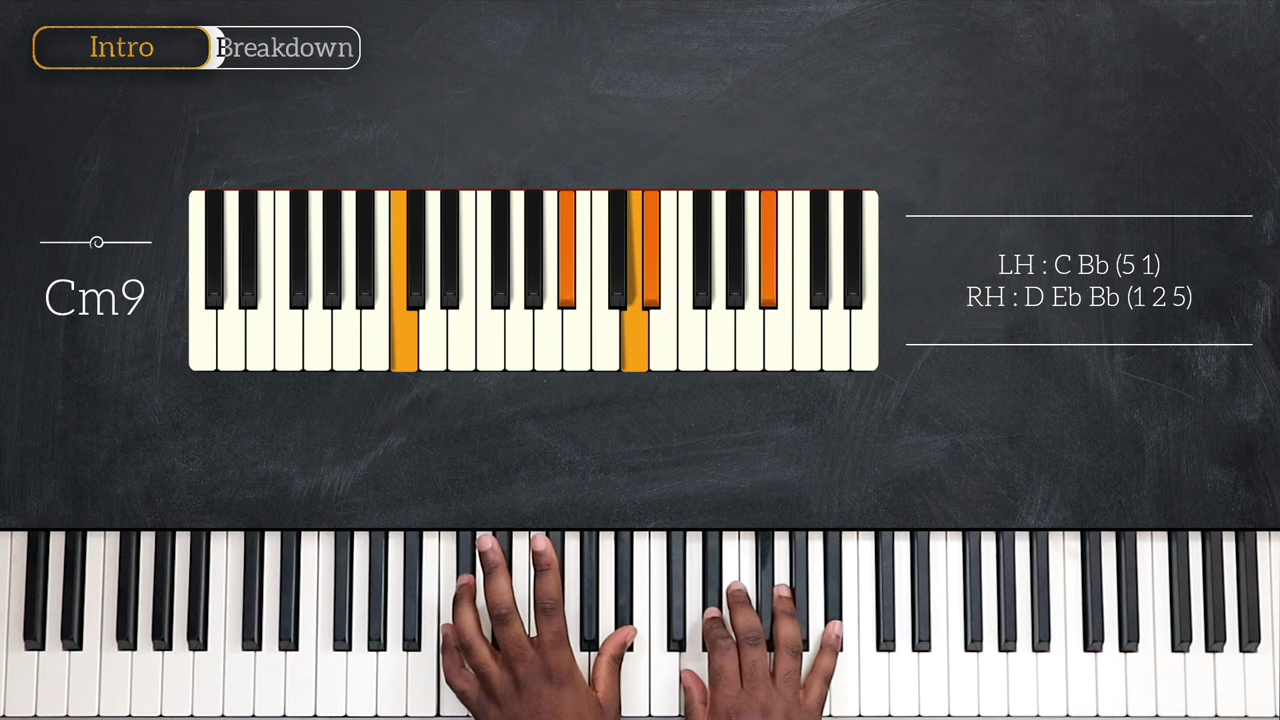 Intro
Breakdown
Cm9
LH : C Bb (5 1)
RH : D Eb Bb (1 2 5)